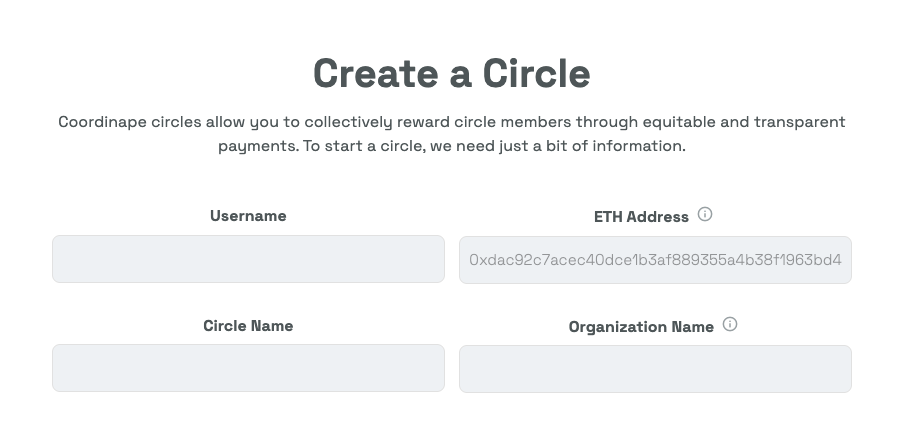 Create a Circle
Coordinape circles allow you to collectively reward circle members through equitable and transparent
payments. To start a circle, we need just a bit of information.
Username
ETH Address
0xdac92c7acec40dce1b3af889355a4b38f1963bd4
Circle Name
Organization Name